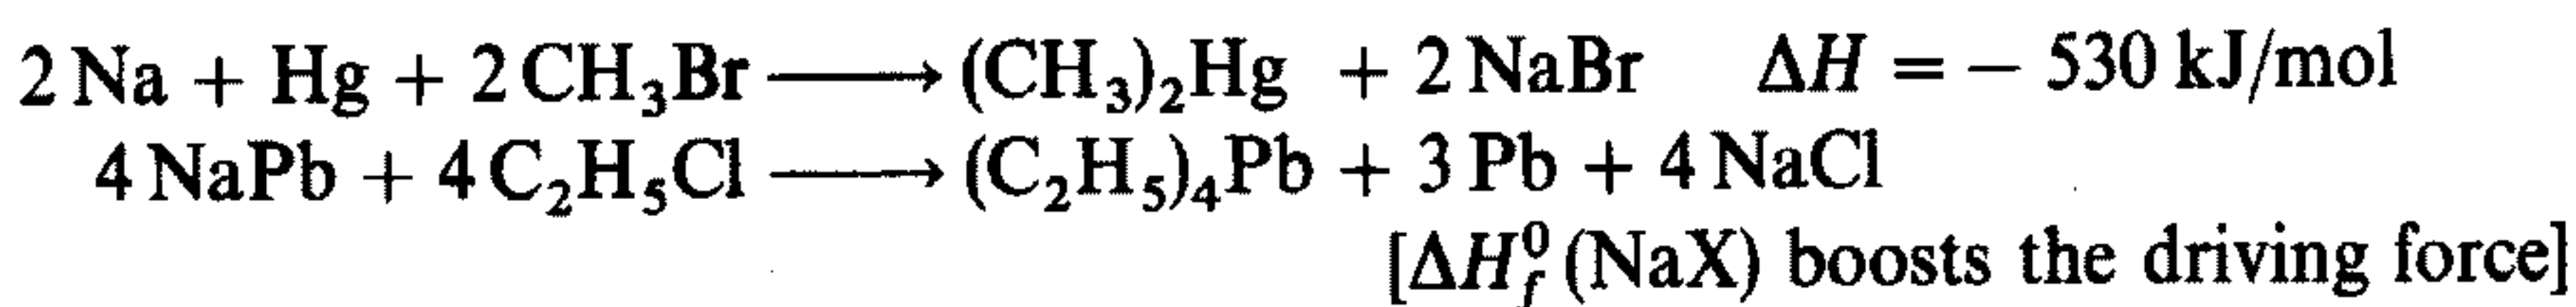 2 Na + Hg + 2 CH₃Br ⟶ (CH₃)₂Hg + 2 NaBr ΔH = − 530 kJ/mol
4 NaPb + 4 C₂H₅Cl ⟶ (C₂H₅)₄Pb + 3 Pb + 4 NaCl
[ΔH⁰f (NaX) boosts the driving force]